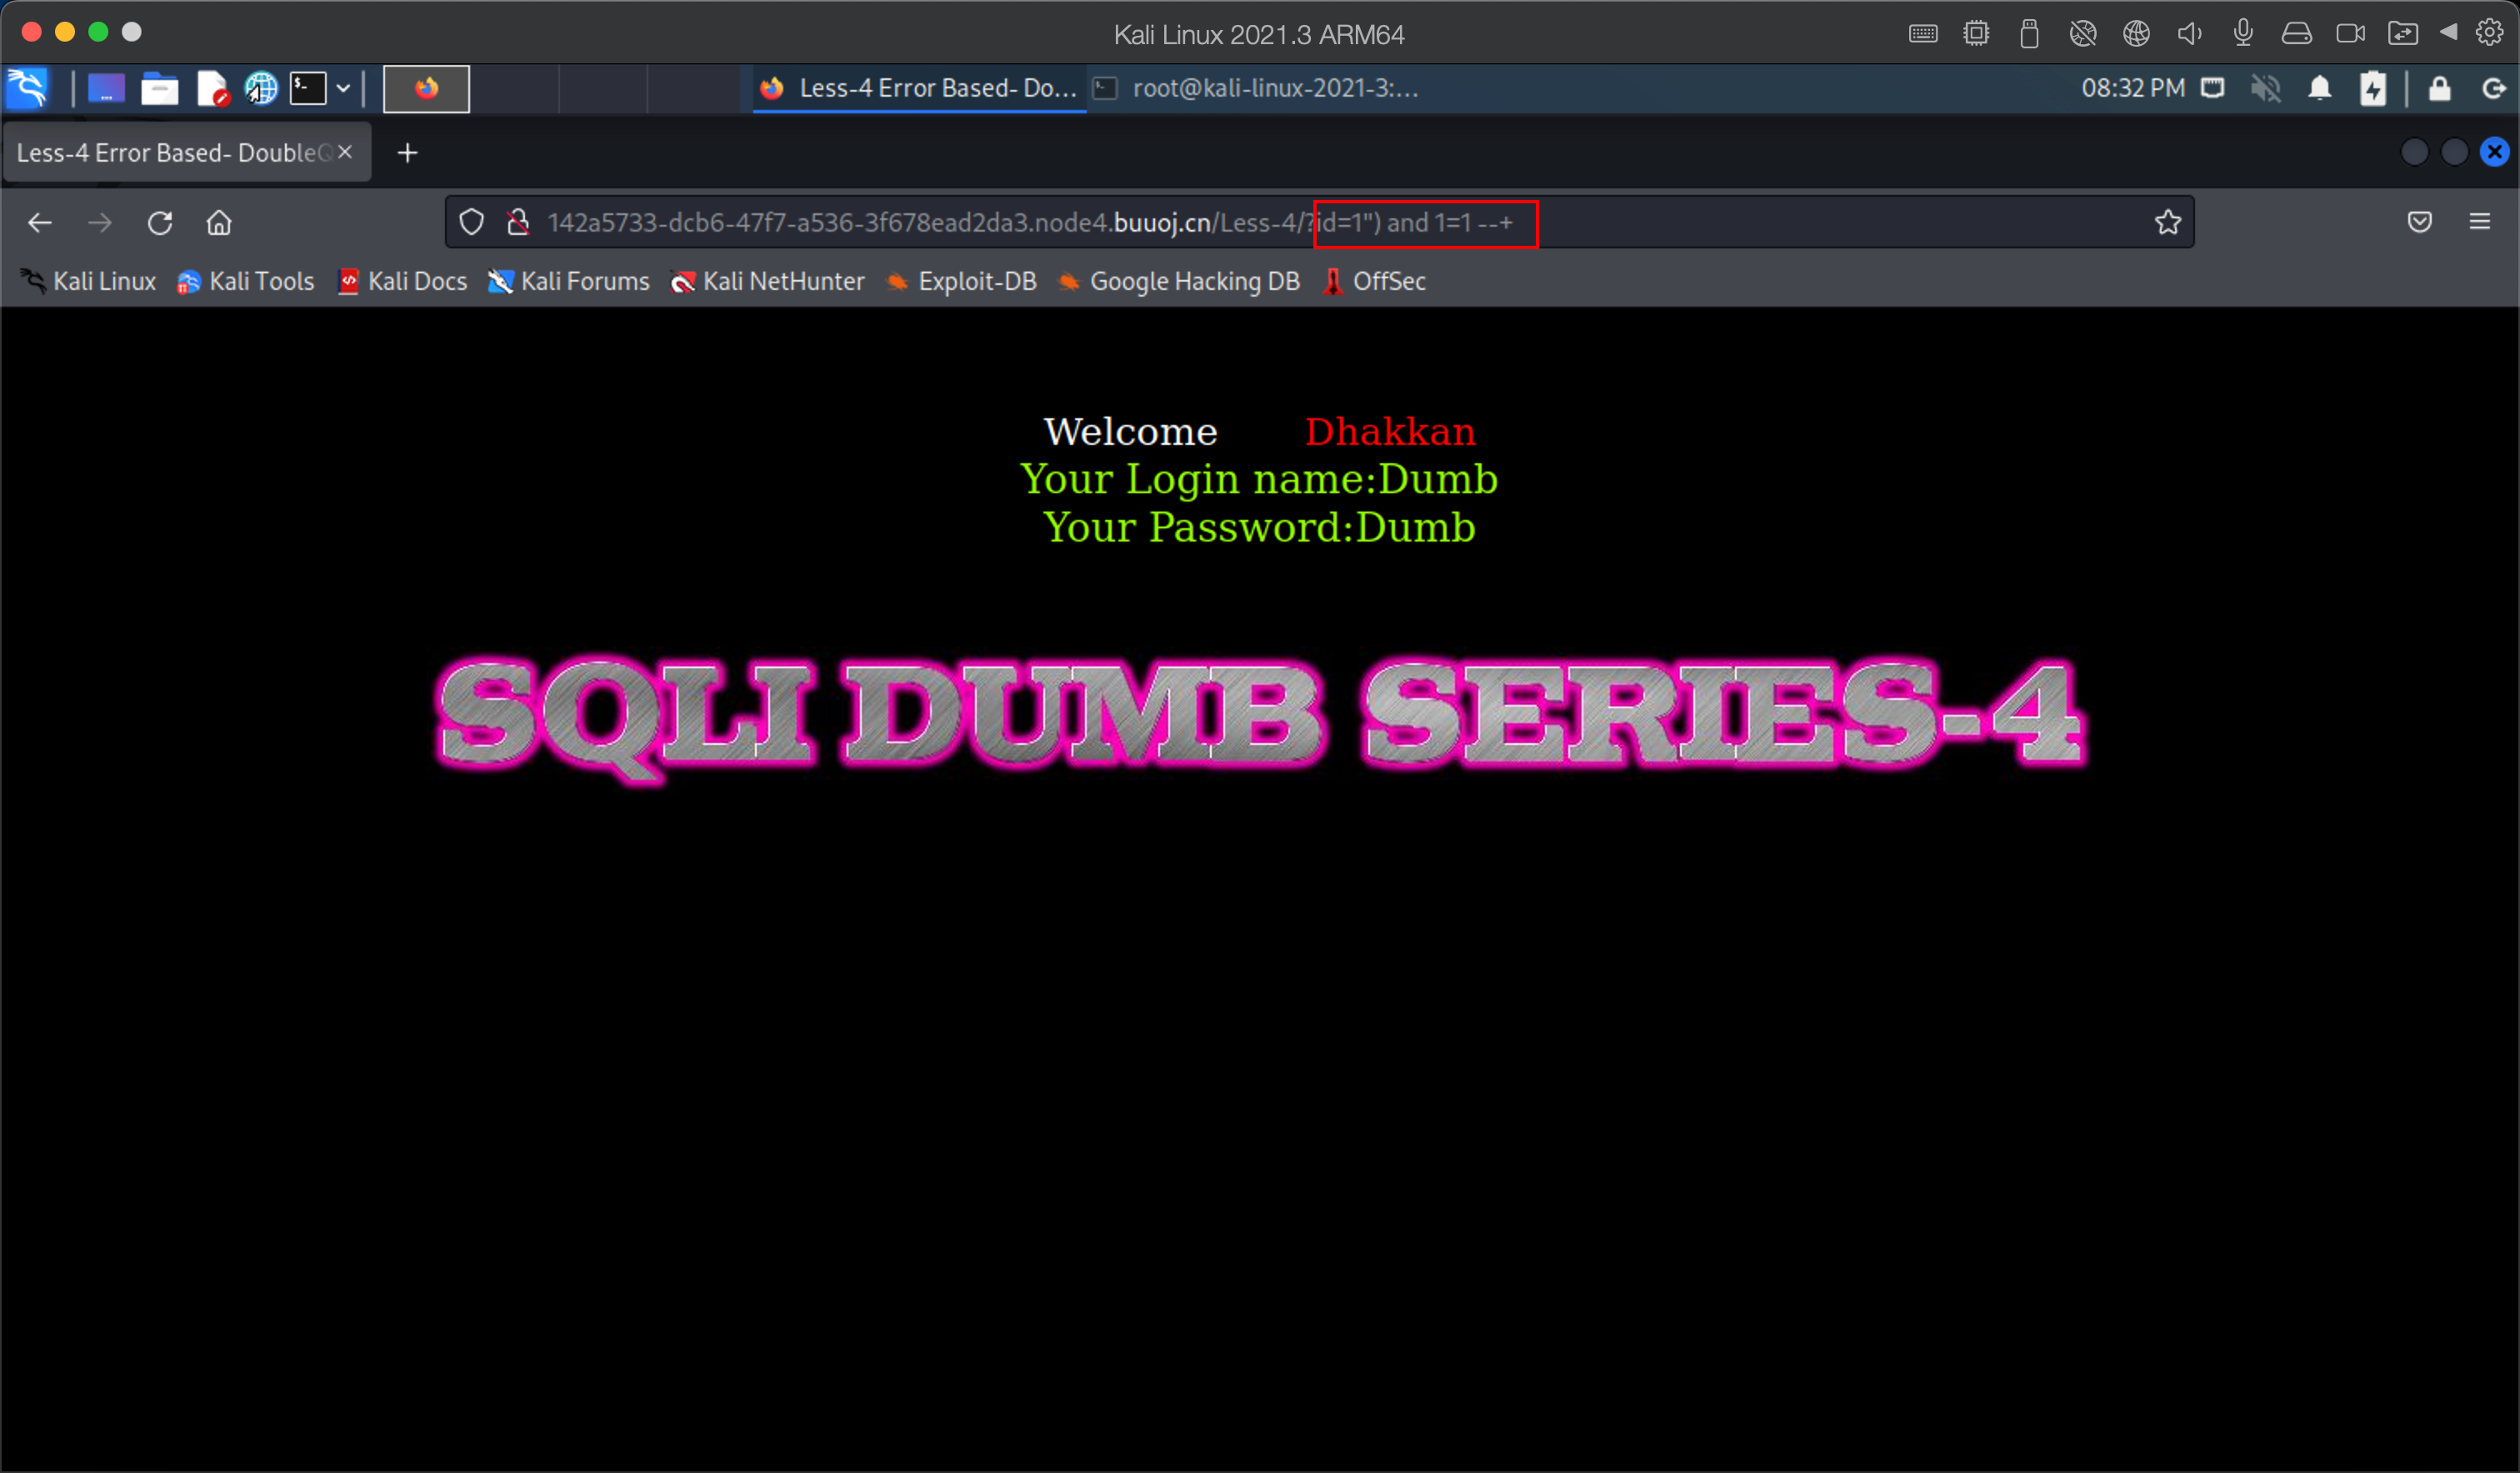 Kali Linux 2021.3 ARM64
Less-4 Error Based- Do...
root@kali-linux-2021-3:...
08:32 PM
Less-4 Error Based- DoubleQ
142a5733-dcb6-47f7-a536-3f678ead2da3.node4.buuoj.cn/Less-4/?id=1") and 1=1 --+
Kali Linux Kali Tools Kali Docs Kali Forums Kali NetHunter Exploit-DB Google Hacking DB OffSec
Welcome Dhakkan
Your Login name:Dumb
Your Password:Dumb
SQLI DUMB SERIES-4